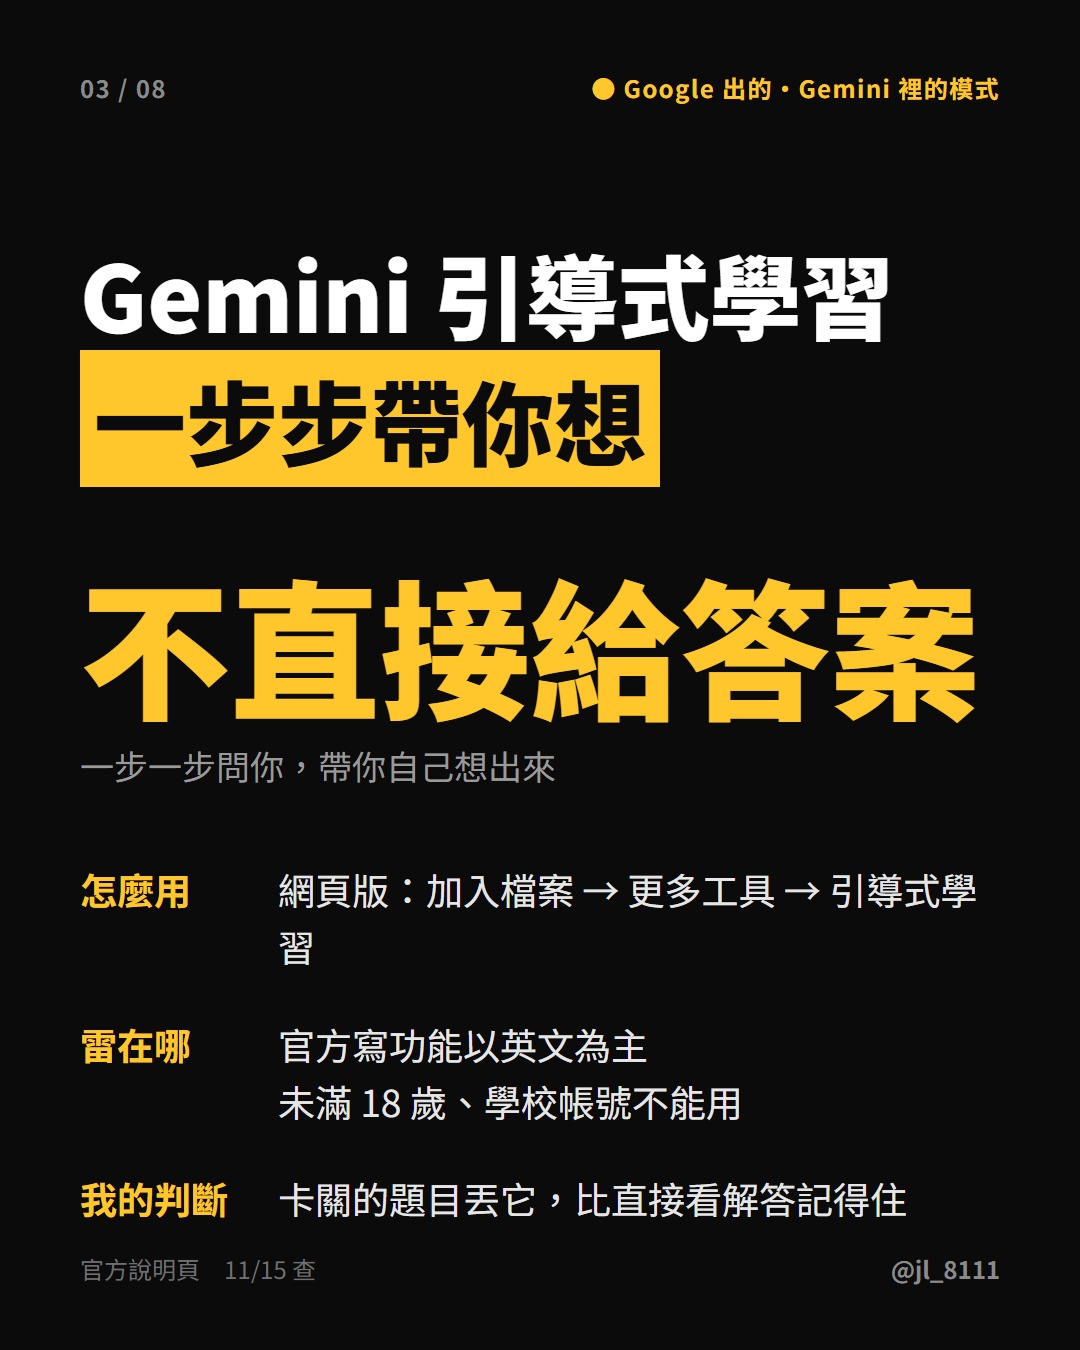 03 / 08
● Google 出的・Gemini 裡的模式
Gemini 引導式學習
一步步帶你想
不直接給答案
一步一步問你，帶你自己想出來
怎麼用 網頁版：加入檔案 → 更多工具 → 引導式學
習
雷在哪 官方寫功能以英文為主
未滿 18 歲、學校帳號不能用
我的判斷 卡關的題目丟它，比直接看解答記得住
官方說明頁 11/15 查
@jl_8111